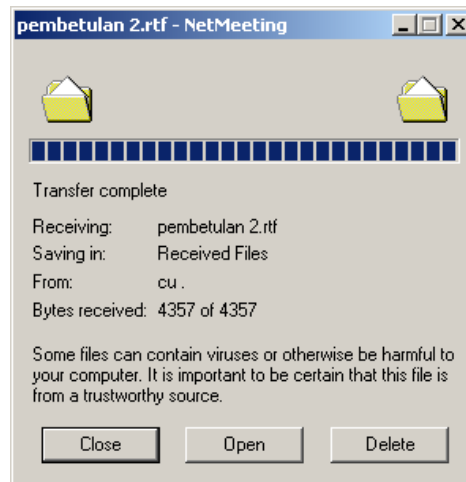 pembetulan 2.rtf - NetMeeting
Transfer complete
Receiving: pembetulan 2.rtf
Saving in: Received Files
From: cu .
Bytes received: 4357 of 4357
Some files can contain viruses or otherwise be harmful to
your computer. It is important to be certain that this file is
from a trustworthy source.
Close Open Delete